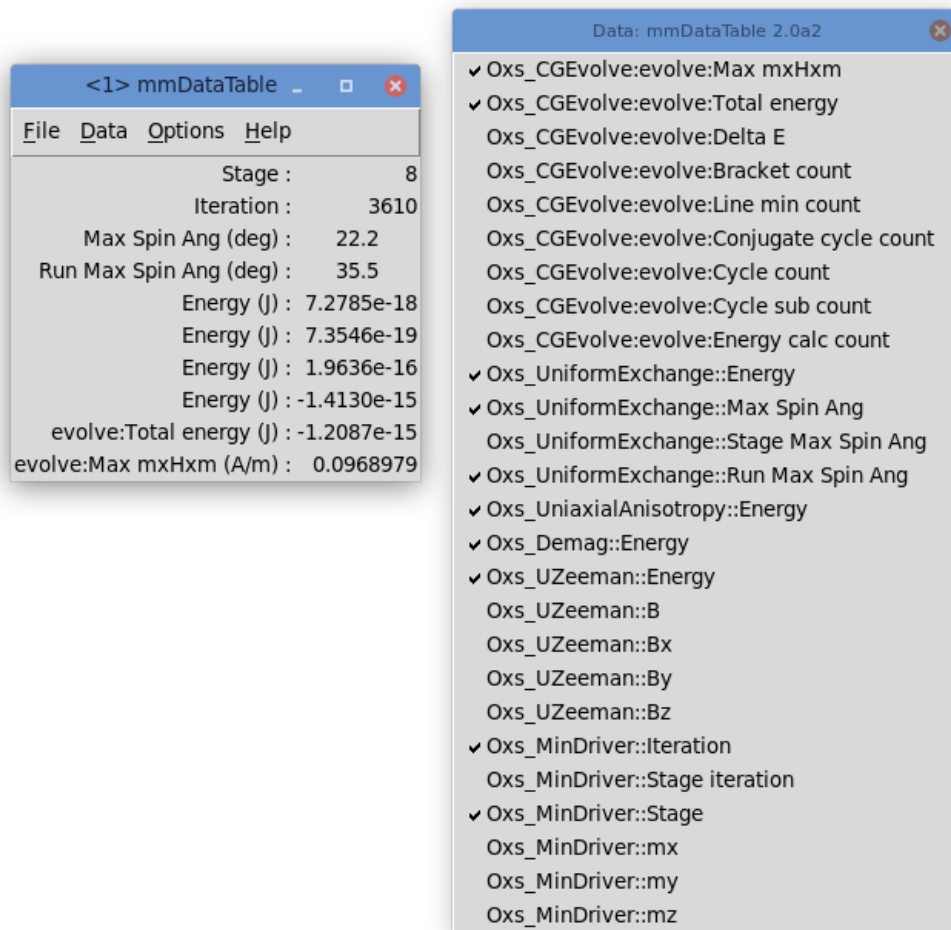 <1> mmDataTable
File Data Options Help
Stage : 8
Iteration : 3610
Max Spin Ang (deg) : 22.2
Run Max Spin Ang (deg) : 35.5
Energy (J) : 7.2785e-18
Energy (J) : 7.3546e-19
Energy (J) : 1.9636e-16
Energy (J) : -1.4130e-15
evolve:Total energy (J) : -1.2087e-15
evolve:Max mxHxm (A/m) : 0.0968979
Data: mmDataTable 2.0a2
Oxs_CGEvolve:evolve:Max mxHxm
Oxs_CGEvolve:evolve:Total energy
Oxs_CGEvolve:evolve:Delta E
Oxs_CGEvolve:evolve:Bracket count
Oxs_CGEvolve:evolve:Line min count
Oxs_CGEvolve:evolve:Conjugate cycle count
Oxs_CGEvolve:evolve:Cycle count
Oxs_CGEvolve:evolve:Cycle sub count
Oxs_CGEvolve:evolve:Energy calc count
Oxs_UniformExchange::Energy
Oxs_UniformExchange::Max Spin Ang
Oxs_UniformExchange::Stage Max Spin Ang
Oxs_UniformExchange::Run Max Spin Ang
Oxs_UniaxialAnisotropy::Energy
Oxs_Demag::Energy
Oxs_UZeeman::Energy
Oxs_UZeeman::B
Oxs_UZeeman::Bx
Oxs_UZeeman::By
Oxs_UZeeman::Bz
Oxs_MinDriver::Iteration
Oxs_MinDriver::Stage iteration
Oxs_MinDriver::Stage
Oxs_MinDriver::mx
Oxs_MinDriver::my
Oxs_MinDriver::mz